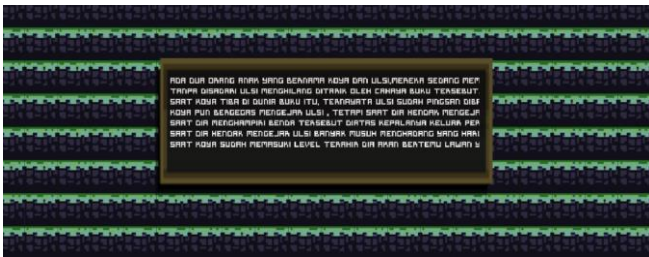 ADA DUA ORANG ANAK YANG BERNAMA KOYA DAN ULSI,MEREKA SEDANG MEM
TANPA DISADARI ULSI MENGHILANG DITARIK OLEH CAHAYA BUKU TERSEBUT.
SAAT KOYA TIBA DI DUNIA BUKU ITU, TERNAYATA ULSI SUDAH PINGSAN DIBA
KOYA PUN BERGEGAS MENGEJAR ULSI , TETAPI SAAT DIA HENDAK MENGEJA
SAAT DIA MENGHAMPIRI BENDA TERSEBUT DIATAS KEPALANYA KELUAR PER
SAAT DIA HENDAK MENGEJAR ULSI BANYAK MUSUH MENGHADANG YANG HARU
SAAT KOYA SUDAH MEMASUKI LEVEL TERAHIR DIA AKAN BERTEMU LAWAN Y